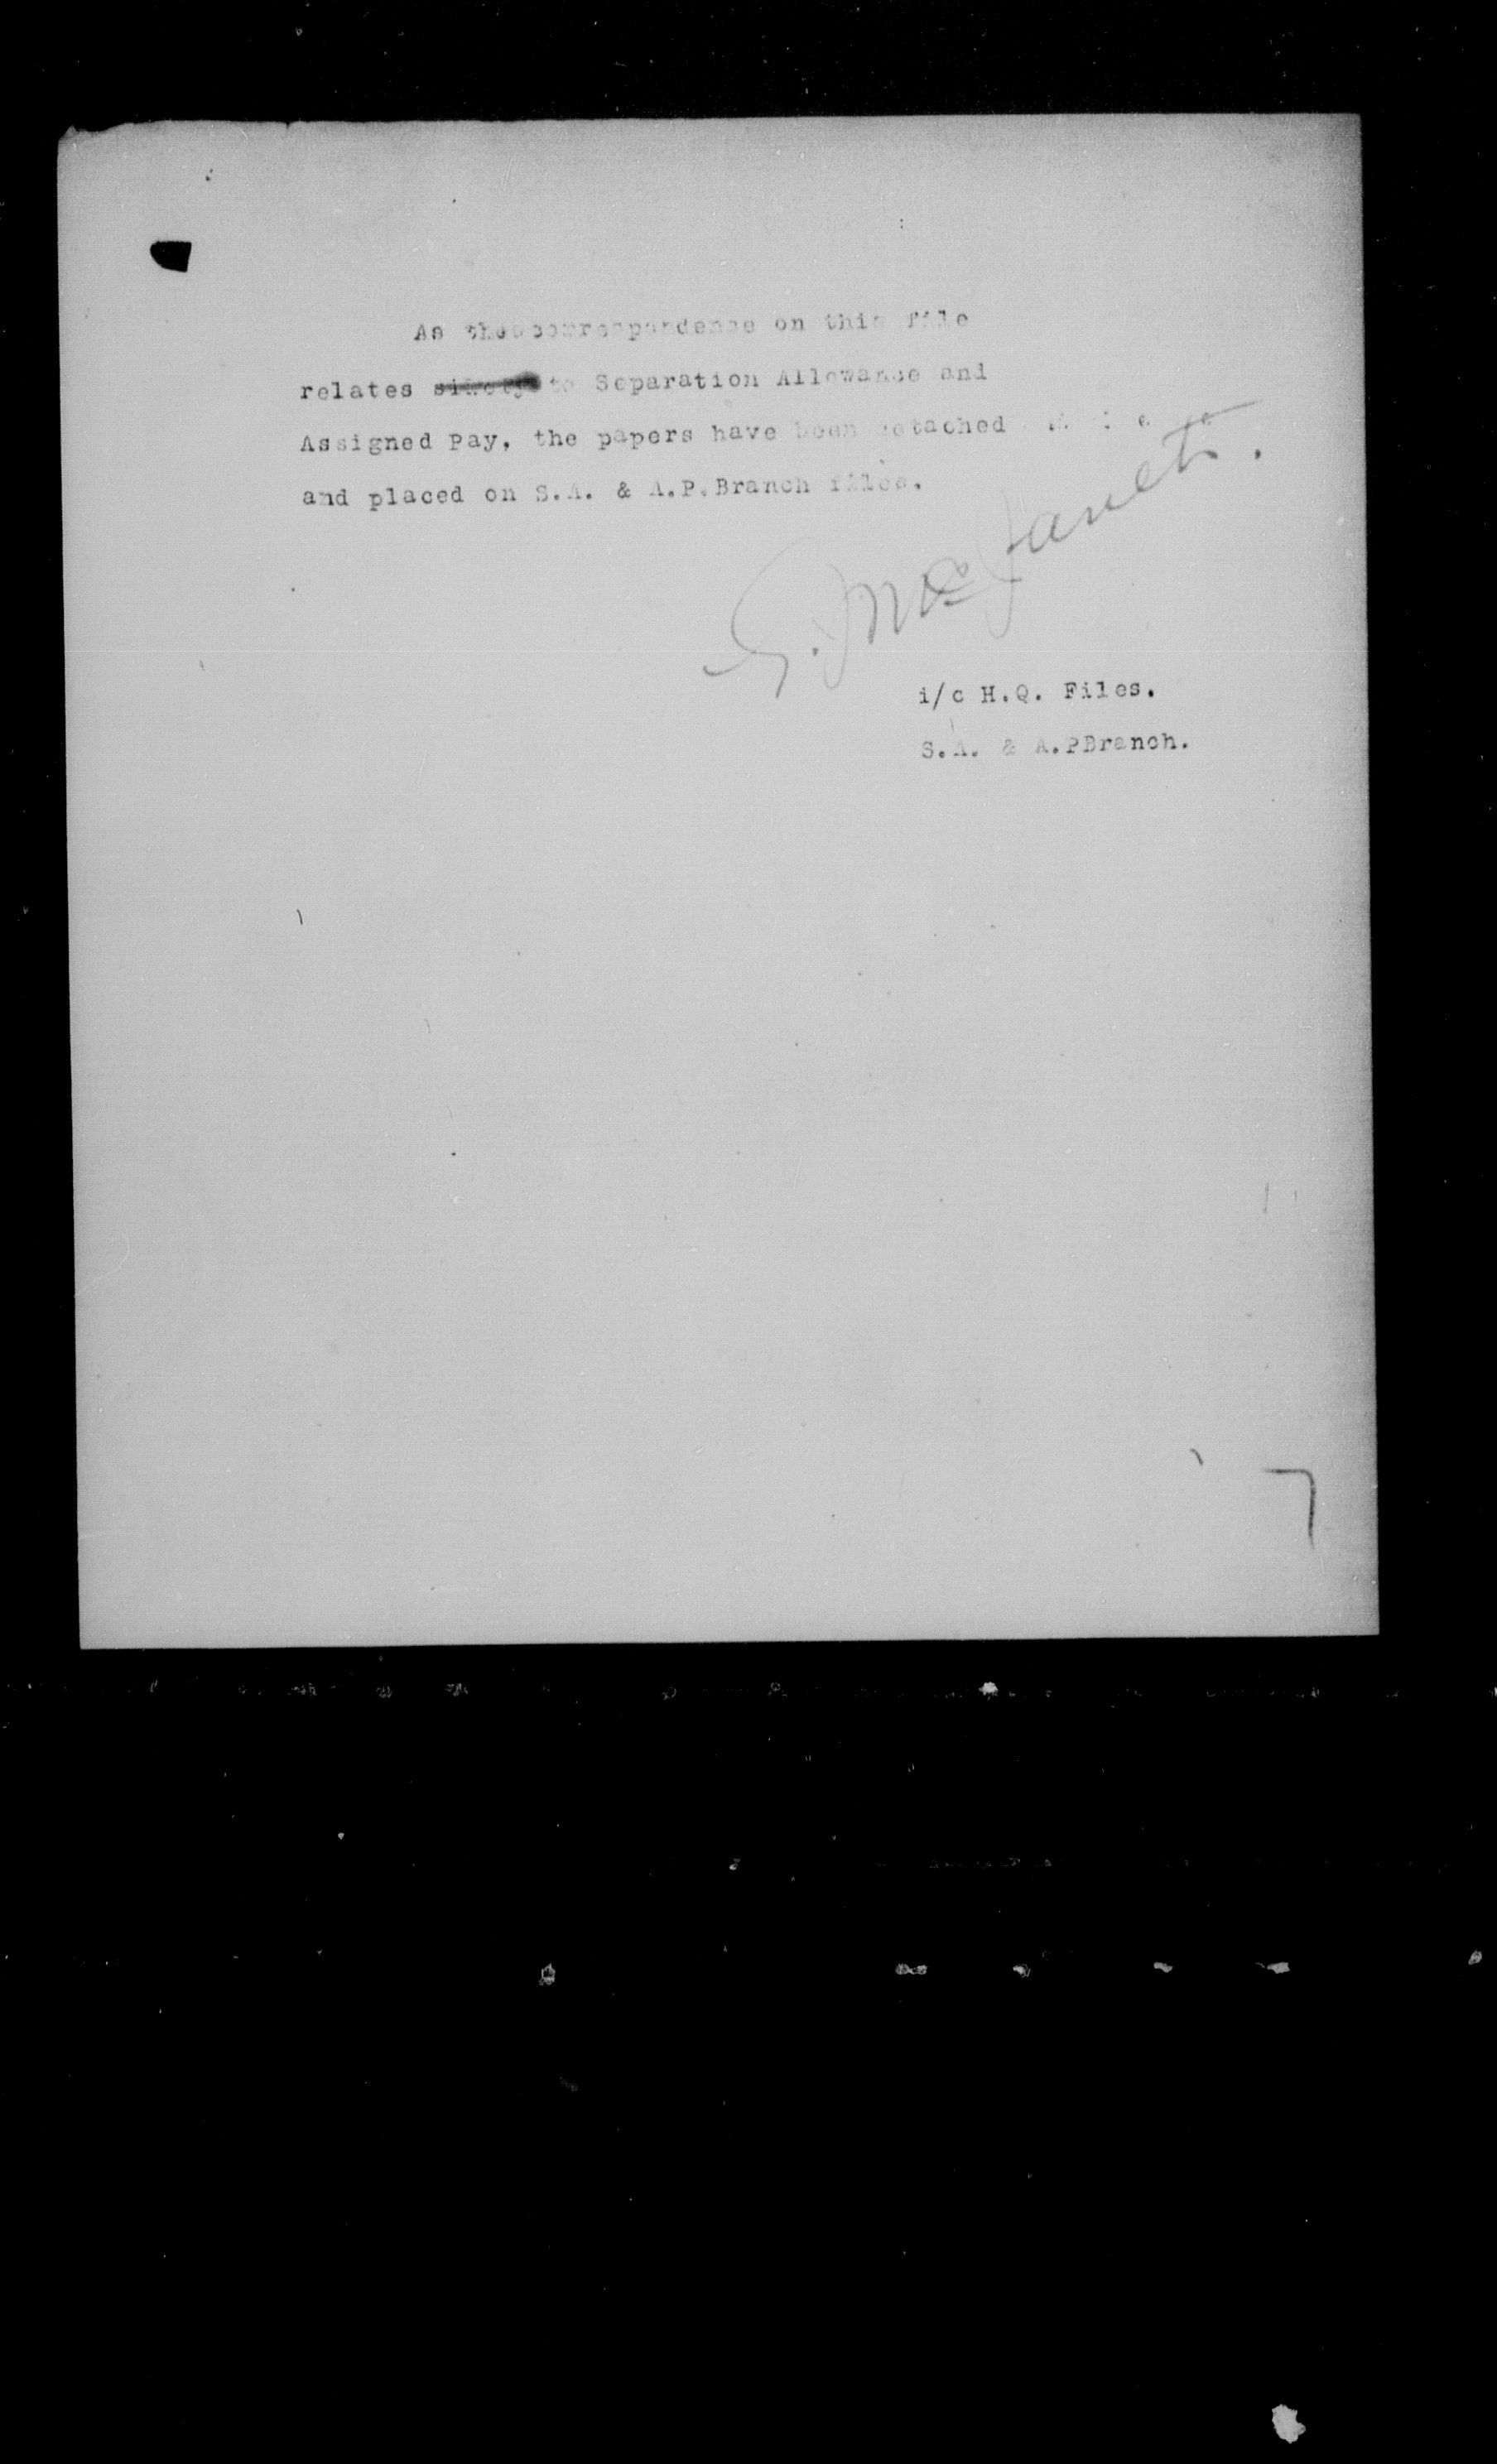 As the correspondence on this file
relates to Separation Allowance and
Assigned Pay, the papers have been detached
and placed on S.A. & A.P.Branch files.
i/c H.Q. Files.
S.A. & A.PBranch.